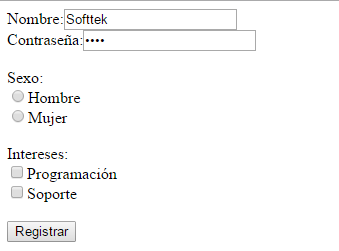 Nombre:Softtek
Contraseña:••••
Sexo:
Hombre
Mujer
Intereses:
Programación
Soporte
Registrar